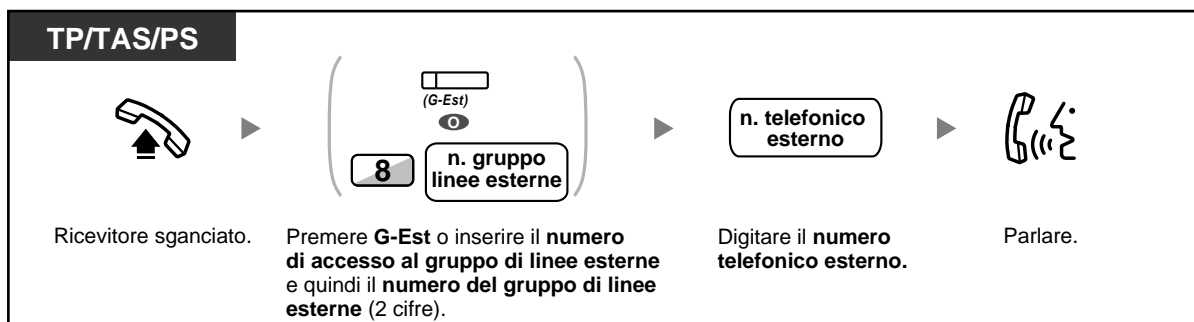 TP/TAS/PS
(G-Est)
O
8
n. gruppo
linee esterne
n. telefonico
esterno
Ricevitore sganciato.
Premere G-Est o inserire il numero
di accesso al gruppo di linee esterne
e quindi il numero del gruppo di linee
esterne (2 cifre).
Digitare il numero
telefonico esterno.
Parlare.